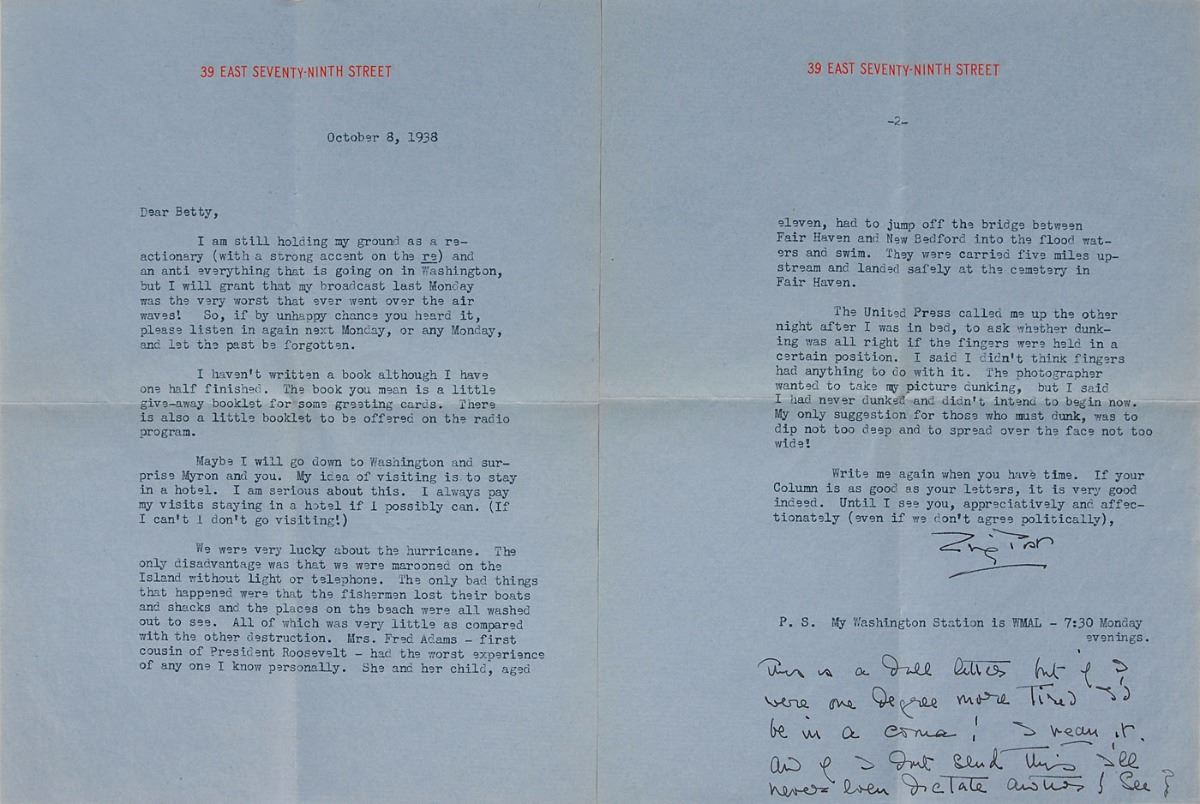 39 EAST SEVENTY-NINTH STREET
October 8, 1938
Dear Betty,
I am still holding my ground as a re-
actionary (with a strong accent on the re) and
an anti everything that is going on in Washington,
but I will grant that my broadcast last Monday
was the very worst that ever went over the air
waves! So, if by unhappy chance you heard it,
please listen in again next Monday, or any Monday,
and let the past be forgotten.
I haven't written a book although I have
one half finished. The book you mean is a little
give-away booklet for some greeting cards. There
is also a little booklet to be offered on the radio
program.
Maybe I will go down to Washington and sur-
prise Myron and you. My idea of visiting is to stay
in a hotel. I am serious about this. I always pay
my visits staying in a hotel if I possibly can. (If
I can't I don't go visiting!)
We were very lucky about the hurricane. The
only disadvantage was that we were marooned on the
Island without light or telephone. The only bad things
that happened were that the fishermen lost their boats
and shacks and the places on the beach were all washed
out to see. All of which was very little as compared
with the other destruction. Mrs. Fred Adams - first
cousin of President Roosevelt - had the worst experience
of any one I know personally. She and her child, aged
39 EAST SEVENTY-NINTH STREET
-2-
eleven, had to jump off the bridge between
Fair Haven and New Bedford into the flood wat-
ers and swim. They were carried five miles up-
stream and landed safely at the cemetery in
Fair Haven.
The United Press called me up the other
night after I was in bed, to ask whether dunk-
ing was all right if the fingers were held in a
certain position. I said I didn't think fingers
had anything to do with it. The photographer
wanted to take my picture dunking, but I said
I had never dunked and didn't intend to begin now.
My only suggestion for those who must dunk, was to
dip not too deep and to spread over the face not too
wide!
Write me again when you have time. If your
Column is as good as your letters, it is very good
indeed. Until I see you, appreciatively and affec-
tionately (even if we don't agree politically),
P. S. My Washington Station is WMAL - 7:30 Monday
evenings.
This is a dull letter but if I
were one degree more tired I'd
be in a coma! I mean it.
and if I dont send this I'll
never even dictate another! See?